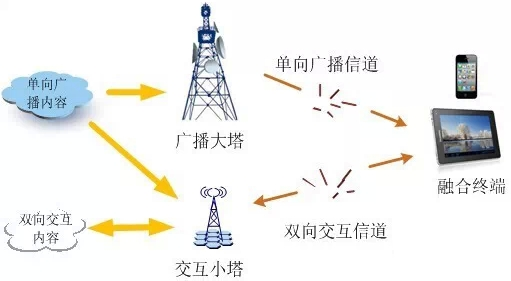 单向广
播内容
广播大塔
单向广播信道
融合终端
双向交互
内容
交互小塔
双向交互信道